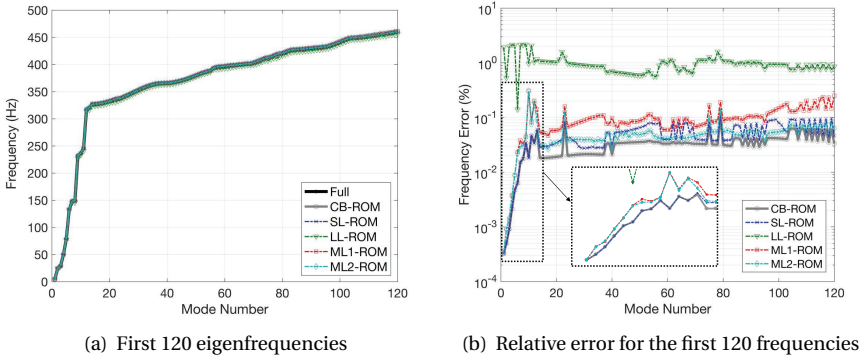 500
450
400
350
300
250
200
150
100
50
0
Frequency (Hz)
0 20 40 60 80 100 120
Mode Number
Full
CB-ROM
SL-ROM
LL-ROM
ML1-ROM
ML2-ROM
(a) First 120 eigenfrequencies
10^1
10^0
10^-1
10^-2
10^-3
10^-4
Frequency Error (%)
0 20 40 60 80 100 120
Mode Number
CB-ROM
SL-ROM
LL-ROM
ML1-ROM
ML2-ROM
(b) Relative error for the first 120 frequencies